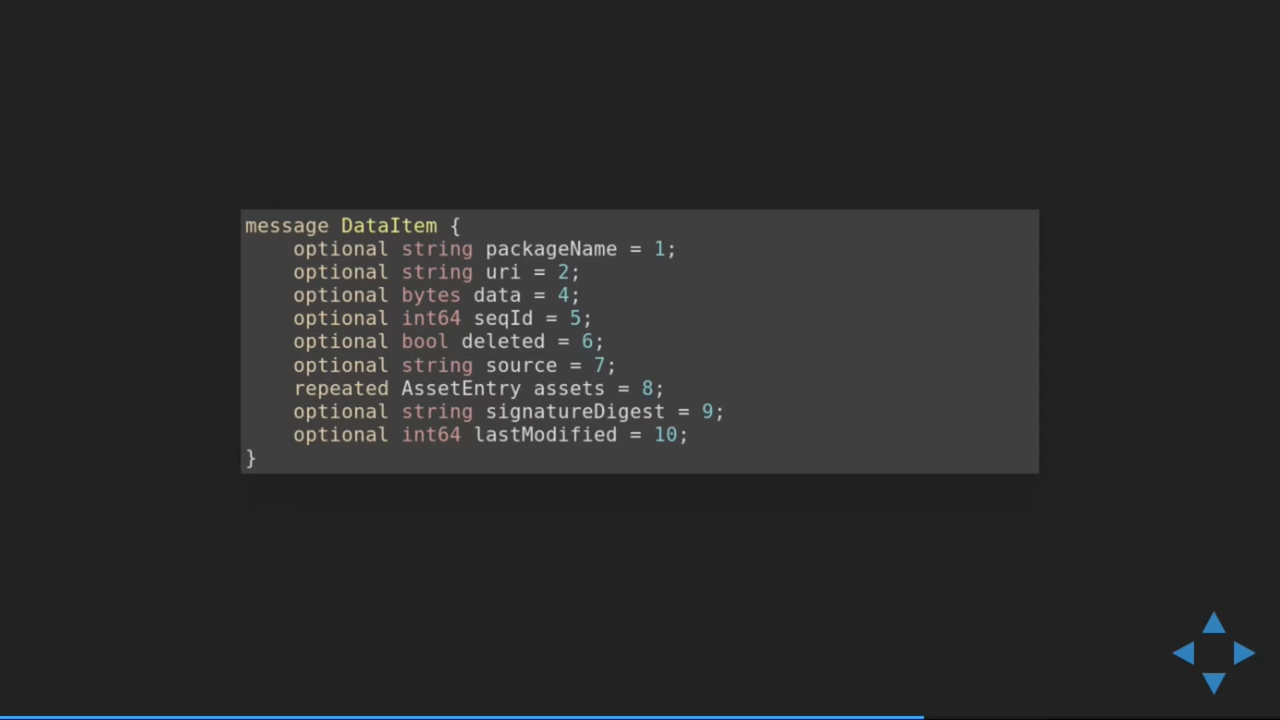 message DataItem {
    optional string packageName = 1;
    optional string uri = 2;
    optional bytes data = 4;
    optional int64 seqId = 5;
    optional bool deleted = 6;
    optional string source = 7;
    repeated AssetEntry assets = 8;
    optional string signatureDigest = 9;
    optional int64 lastModified = 10;
}